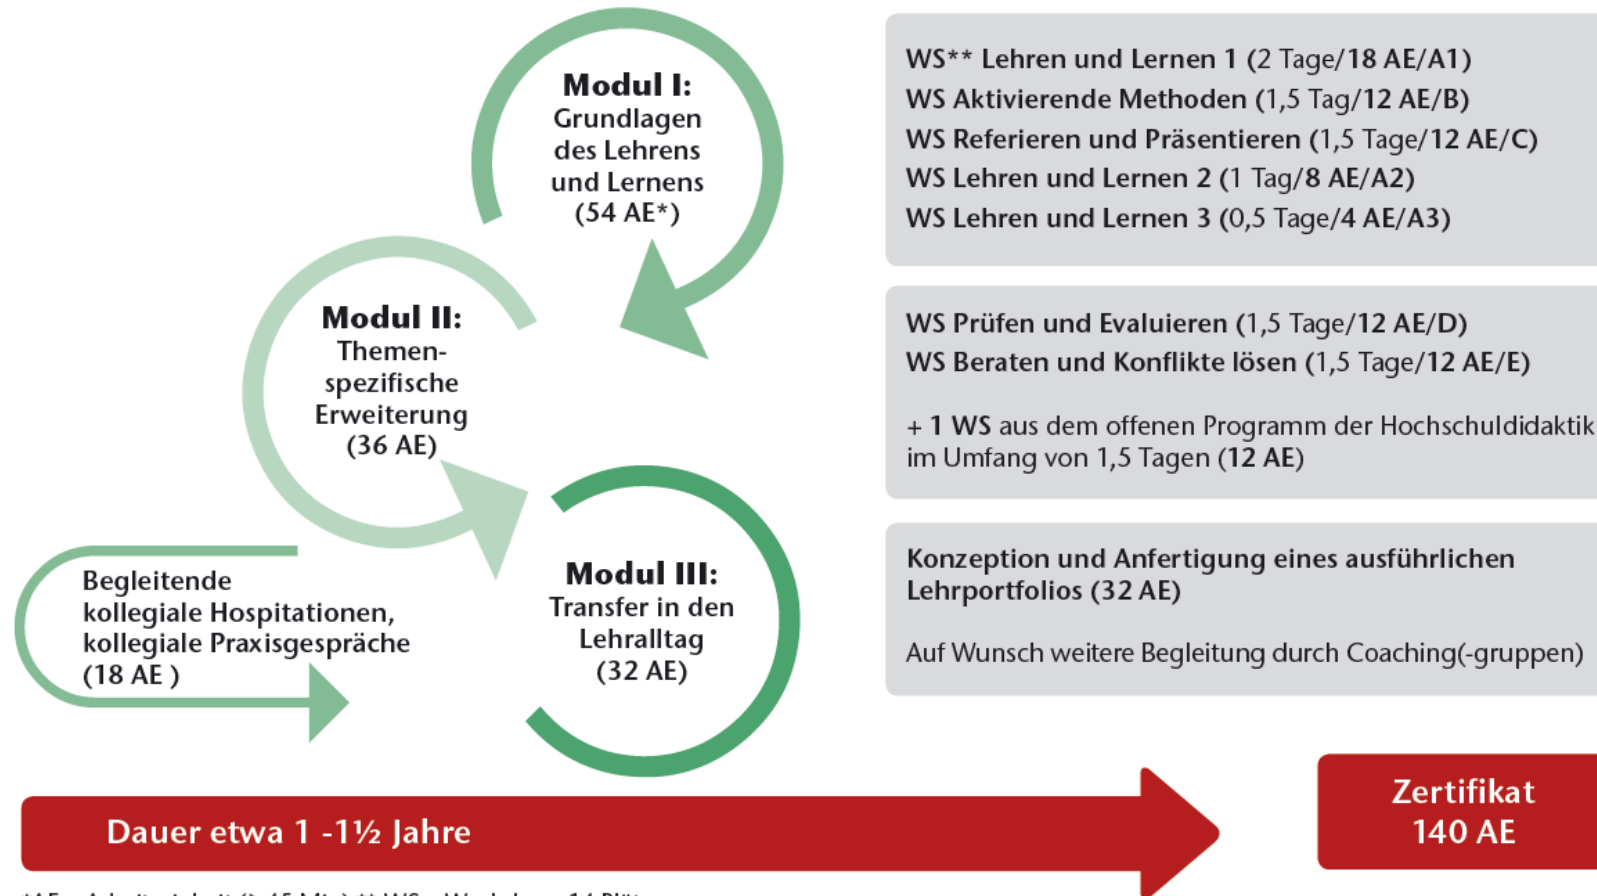 Modul I:
Grundlagen
des Lehrens
und Lernens
(54 AE*)
WS** Lehren und Lernen 1 (2 Tage/18 AE/A1)
WS Aktivierende Methoden (1,5 Tag/12 AE/B)
WS Referieren und Präsentieren (1,5 Tage/12 AE/C)
WS Lehren und Lernen 2 (1 Tag/8 AE/A2)
WS Lehren und Lernen 3 (0,5 Tage/4 AE/A3)
Modul II:
Themen-
spezifische
Erweiterung
(36 AE)
WS Prüfen und Evaluieren (1,5 Tage/12 AE/D)
WS Beraten und Konflikte lösen (1,5 Tage/12 AE/E)
+ 1 WS aus dem offenen Programm der Hochschuldidaktik
im Umfang von 1,5 Tagen (12 AE)
Begleitende
kollegiale Hospitationen,
kollegiale Praxisgespräche
(18 AE )
Modul III:
Transfer in den
Lehralltag
(32 AE)
Konzeption und Anfertigung eines ausführlichen
Lehrportfolios (32 AE)
Auf Wunsch weitere Begleitung durch Coaching(-gruppen)
Dauer etwa 1 -1½ Jahre
Zertifikat
140 AE